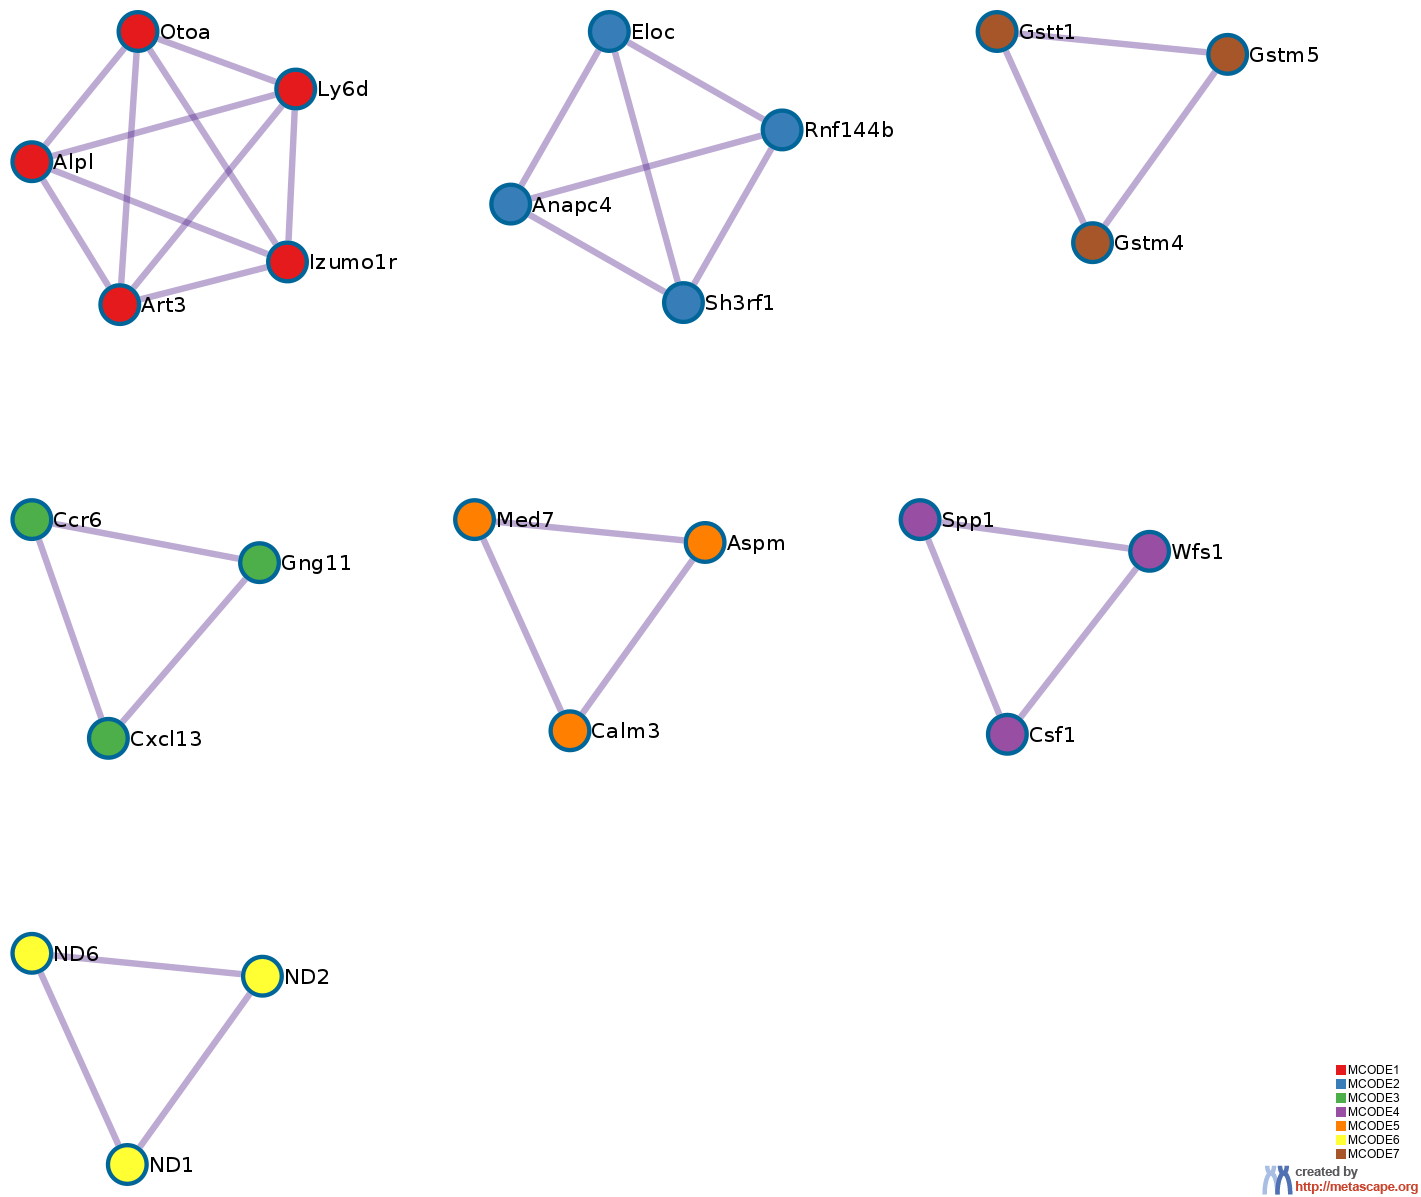 Otoa
Ly6d
Alpl
Izumo1r
Art3
Eloc
Rnf144b
Anapc4
Sh3rf1
Gstt1
Gstm5
Gstm4
Ccr6
Gng11
Cxcl13
Med7
Aspm
Calm3
Spp1
Wfs1
Csf1
ND6
ND2
ND1
MCODE1
MCODE2
MCODE3
MCODE4
MCODE5
MCODE6
MCODE7
created by
http://metascape.org